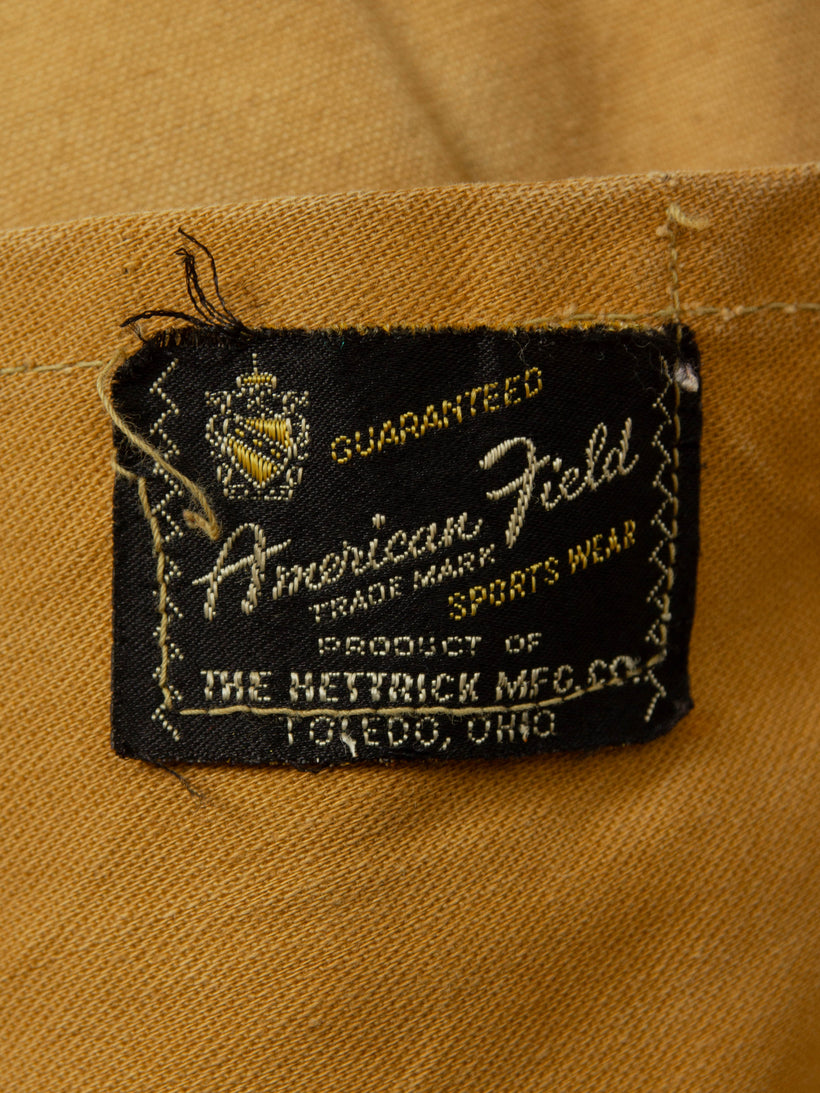 GUARANTEED
American Field
TRADE MARK
SPORTS WEAR
PRODUCT OF
THE HETTRICK MFG. CO.
TOLEDO, OHIO